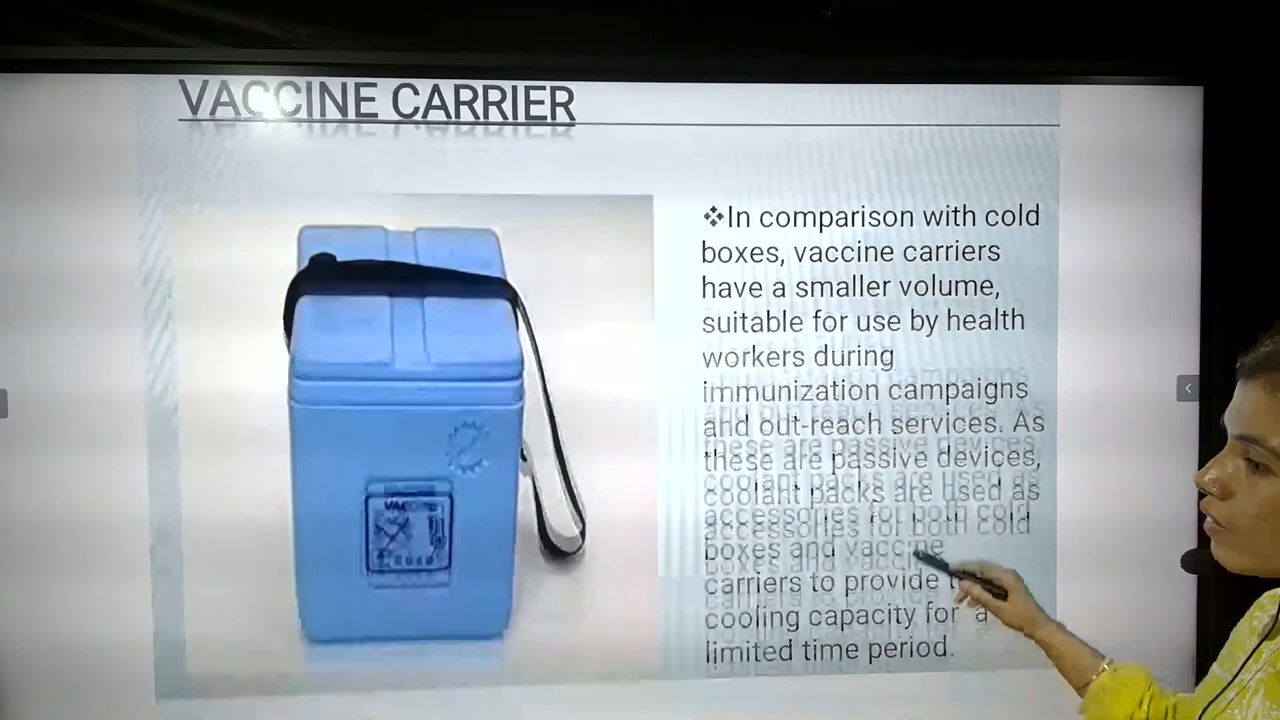 VACCINE CARRIER
❖In comparison with cold
boxes, vaccine carriers
have a smaller volume,
suitable for use by health
workers during
immunization campaigns
and out-reach services. As
these are passive devices,
coolant packs are used as
accessories for both cold
boxes and vaccine
carriers to provide
cooling capacity for a
limited time period.